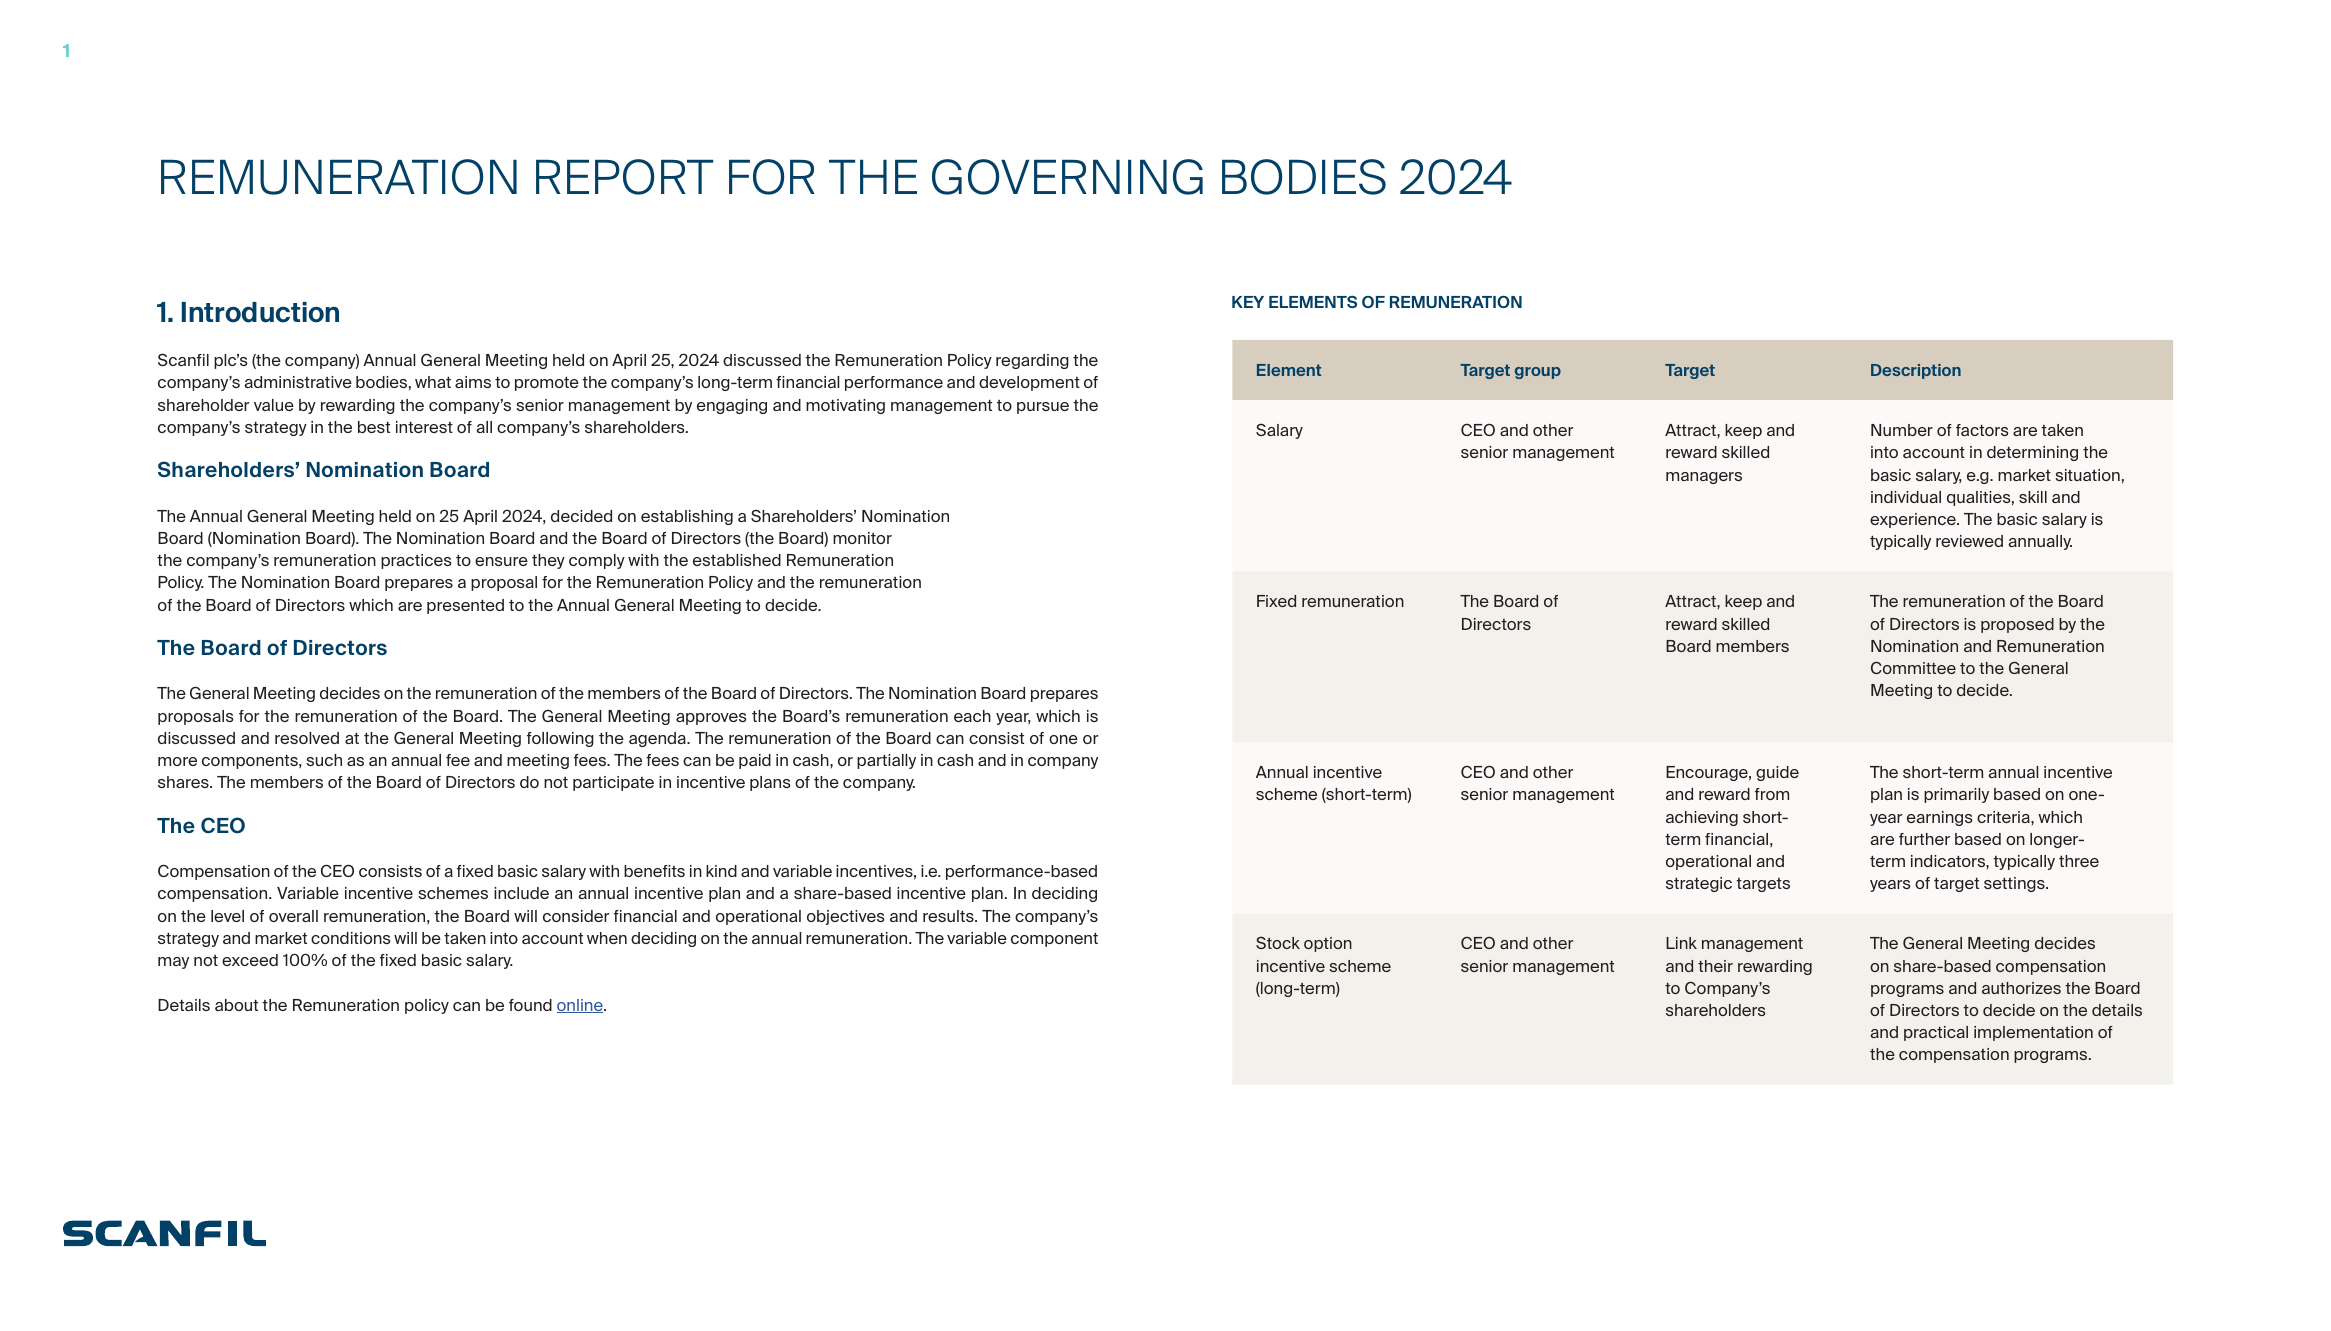 1
REMUNERATION REPORT FOR THE GOVERNING BODIES 2024
1. Introduction
Scanfil plc’s (the company) Annual General Meeting held on April 25, 2024 discussed the Remuneration Policy regarding the
company’s administrative bodies, what aims to promote the company’s long-term financial performance and development of
shareholder value by rewarding the company’s senior management by engaging and motivating management to pursue the
company’s strategy in the best interest of all company’s shareholders.
Shareholders’ Nomination Board
The Annual General Meeting held on 25 April 2024, decided on establishing a Shareholders’ Nomination
Board (Nomination Board). The Nomination Board and the Board of Directors (the Board) monitor
the company’s remuneration practices to ensure they comply with the established Remuneration
Policy. The Nomination Board prepares a proposal for the Remuneration Policy and the remuneration
of the Board of Directors which are presented to the Annual General Meeting to decide.
The Board of Directors
The General Meeting decides on the remuneration of the members of the Board of Directors. The Nomination Board prepares
proposals for the remuneration of the Board. The General Meeting approves the Board’s remuneration each year, which is
discussed and resolved at the General Meeting following the agenda. The remuneration of the Board can consist of one or
more components, such as an annual fee and meeting fees. The fees can be paid in cash, or partially in cash and in company
shares. The members of the Board of Directors do not participate in incentive plans of the company.
The CEO
Compensation of the CEO consists of a fixed basic salary with benefits in kind and variable incentives, i.e. performance-based
compensation. Variable incentive schemes include an annual incentive plan and a share-based incentive plan. In deciding
on the level of overall remuneration, the Board will consider financial and operational objectives and results. The company’s
strategy and market conditions will be taken into account when deciding on the annual remuneration. The variable component
may not exceed 100% of the fixed basic salary.
Details about the Remuneration policy can be found online.
KEY ELEMENTS OF REMUNERATION
Element
Target group
Target
Description
Salary
CEO and other
senior management
Attract, keep and
reward skilled
managers
Number of factors are taken
into account in determining the
basic salary, e.g. market situation,
individual qualities, skill and
experience. The basic salary is
typically reviewed annually.
Fixed remuneration
The Board of
Directors
Attract, keep and
reward skilled
Board members
The remuneration of the Board
of Directors is proposed by the
Nomination and Remuneration
Committee to the General
Meeting to decide.
Annual incentive
scheme (short-term)
CEO and other
senior management
Encourage, guide
and reward from
achieving short-
term financial,
operational and
strategic targets
The short-term annual incentive
plan is primarily based on one-
year earnings criteria, which
are further based on longer-
term indicators, typically three
years of target settings.
Stock option
incentive scheme
(long-term)
CEO and other
senior management
Link management
and their rewarding
to Company’s
shareholders
The General Meeting decides
on share-based compensation
programs and authorizes the Board
of Directors to decide on the details
and practical implementation of
the compensation programs.
SCANFIL